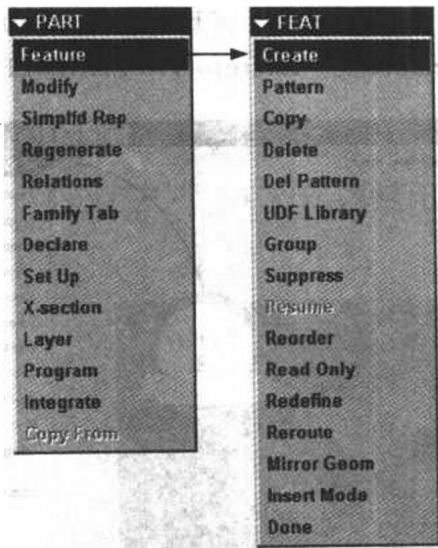 PART
Feature
Modify
Simplfd Rep
Regenerate
Relations
Family Tab
Declare
Set Up
X-section
Layer
Program
Integrate
Copy From
FEAT
Create
Pattern
Copy
Delete
Del Pattern
UDF Library
Group
Suppress
Resume
Reorder
Read Only
Redefine
Reroute
Mirror Geom
Insert Mode
Done